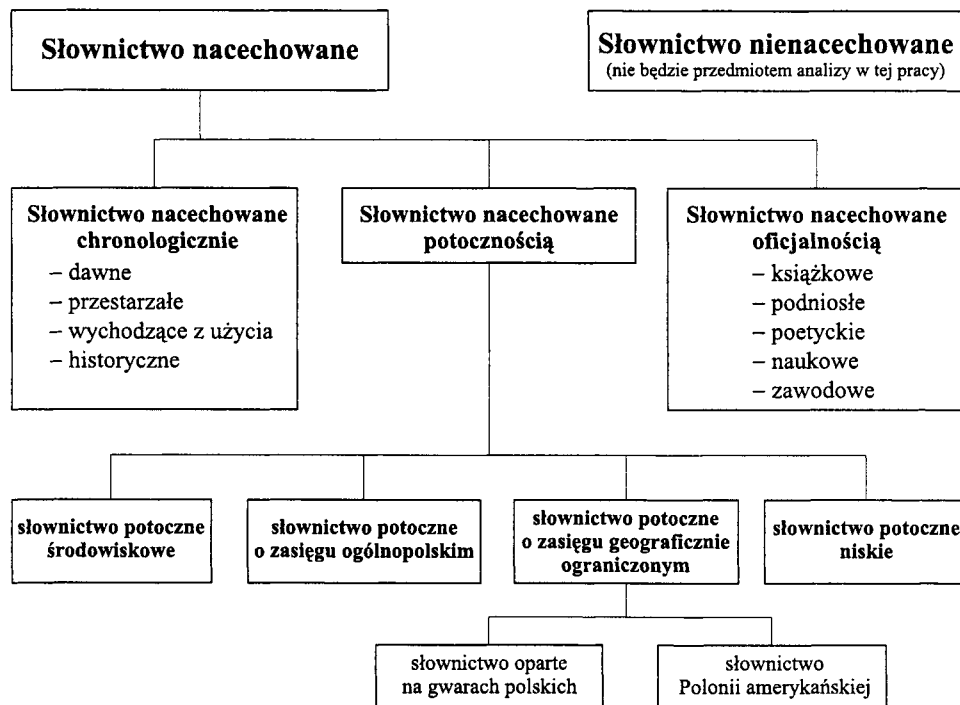 Słownictwo nacechowane
Słownictwo nienacechowane
(nie będzie przedmiotem analizy w tej pracy)
Słownictwo nacechowane
chronologicznie
– dawne
– przestarzałe
– wychodzące z użycia
– historyczne
Słownictwo nacechowane
potocznością
Słownictwo nacechowane
oficjalnością
– książkowe
– podniosłe
– poetyckie
– naukowe
– zawodowe
słownictwo potoczne
środowiskowe
słownictwo potoczne
o zasięgu ogólnopolskim
słownictwo potoczne
o zasięgu geograficznie
ograniczonym
słownictwo potoczne
niskie
słownictwo oparte
na gwarach polskich
słownictwo
Polonii amerykańskiej